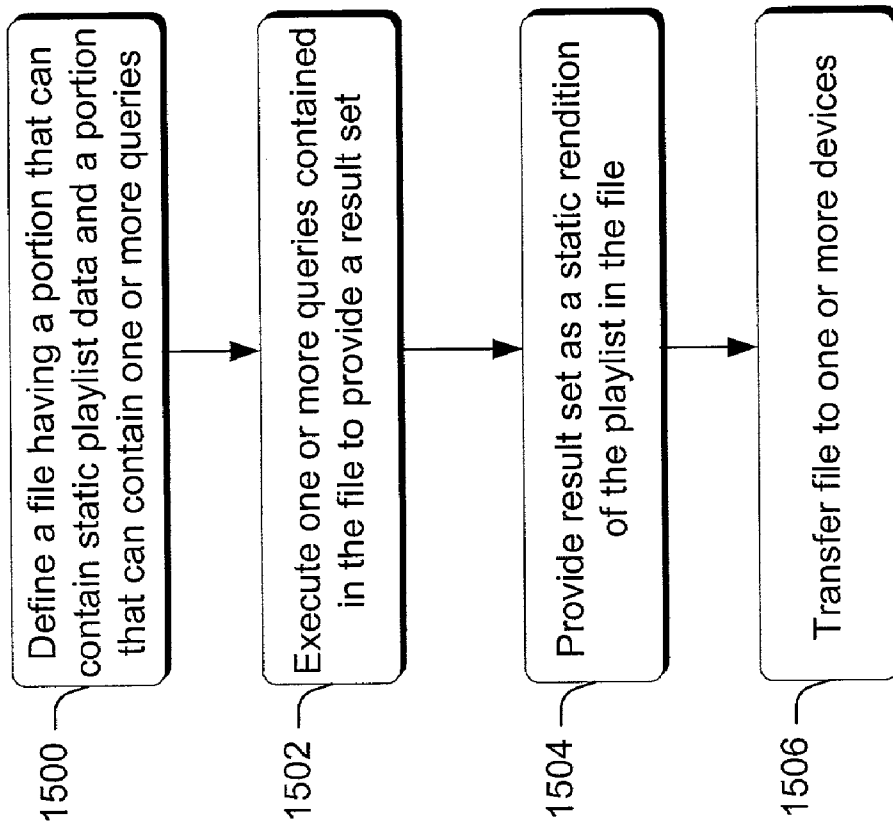 1500
Define a file having a portion that can
contain static playlist data and a portion
that can contain one or more queries
1502
Execute one or more queries contained
in the file to provide a result set
1504
Provide result set as a static rendition
of the playlist in the file
1506
Transfer file to one or more devices